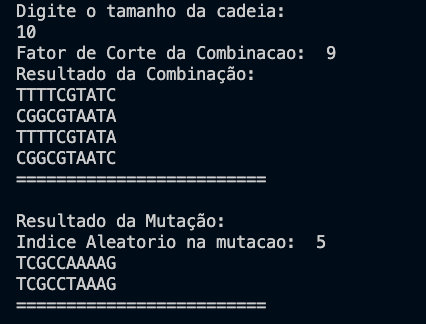 Digite o tamanho da cadeia:
10
Fator de Corte da Combinacao:  9
Resultado da Combinação:
TTTTCGTATC
CGGCGTAATA
TTTTCGTATA
CGGCGTAATC
=========================
Resultado da Mutação:
Indice Aleatorio na mutacao:  5
TCGCCAAAAG
TCGCCTAAAG
=========================